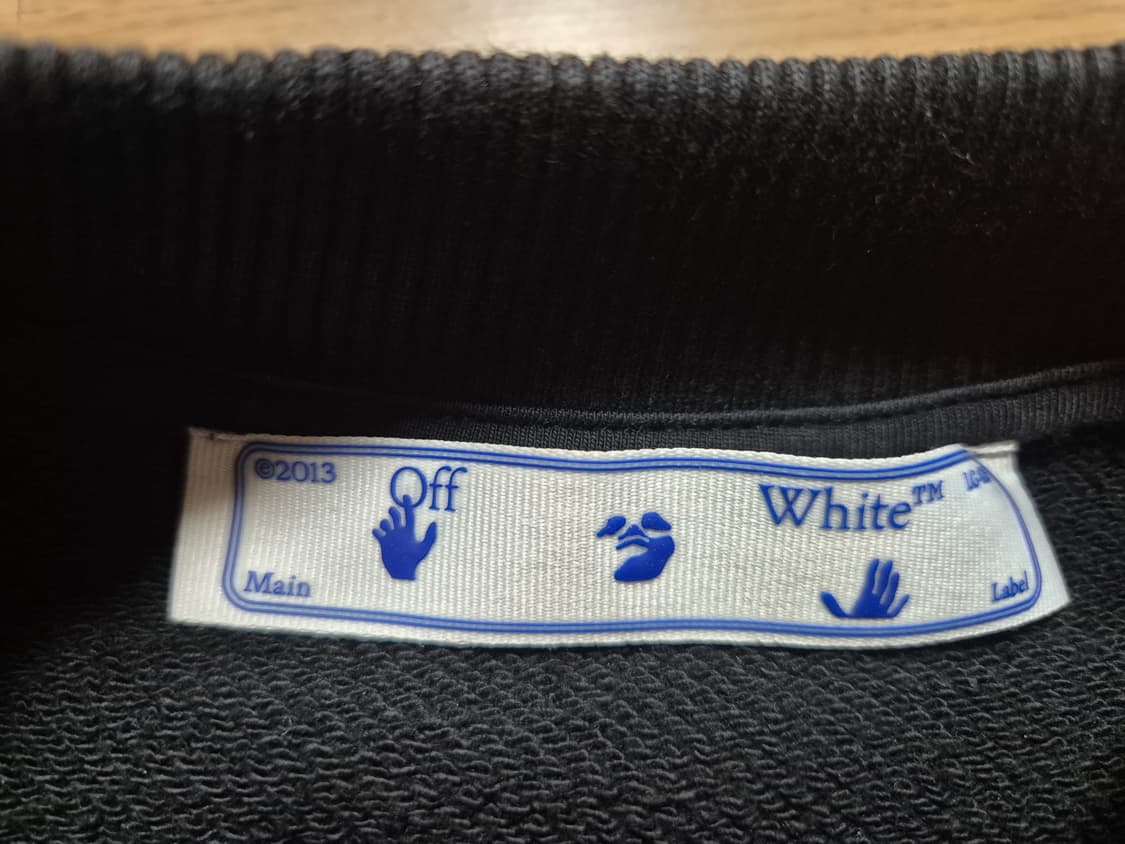 ©2013
Off
White™
Main
Label